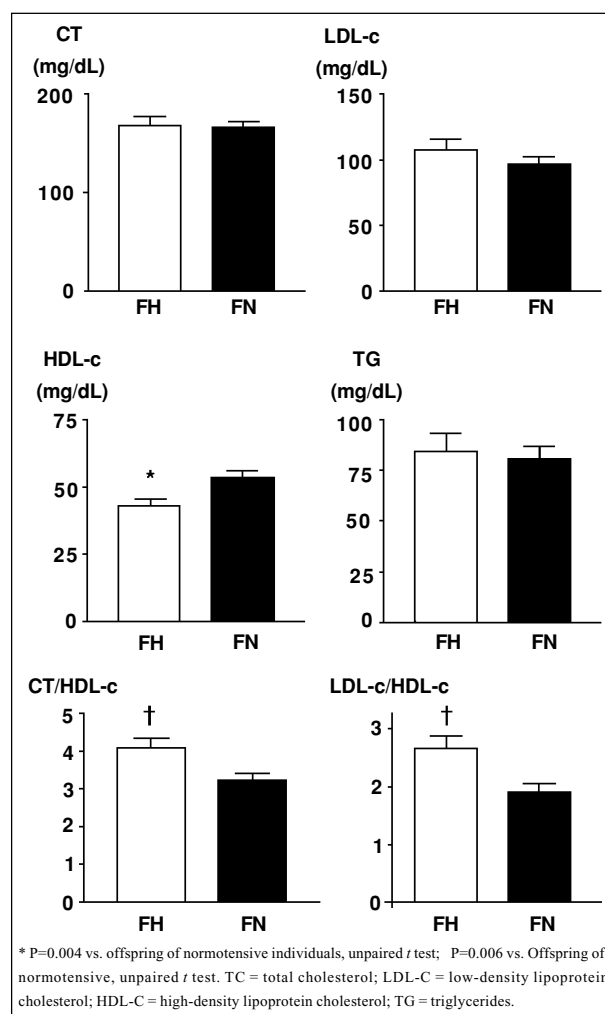 CT
(mg/dL)
200
100
0
FH FN
LDL-c
(mg/dL)
150
100
50
0
FH FN
HDL-c
(mg/dL)
75
50
25
0
*
FH FN
TG
(mg/dL)
100
75
50
25
0
FH FN
CT/HDL-c
5
4
3
2
1
0
†
FH FN
LDL-c/HDL-c
3
2
1
0
†
FH FN
* P=0.004 vs. offspring of normotensive individuals, unpaired t test; P=0.006 vs. Offspring of
normotensive, unpaired t test. TC = total cholesterol; LDL-C = low-density lipoprotein
cholesterol; HDL-C = high-density lipoprotein cholesterol; TG = triglycerides.